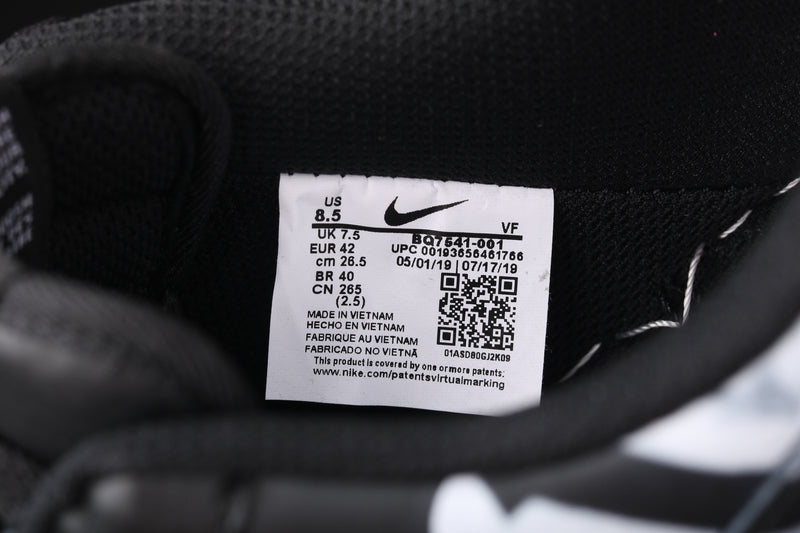 US
8.5
VF
UK 7.5
BQ7541-001
EUR 42
UPC 00193656461766
cm 26.5
05/01/19 | 07/17/19
BR 40
CN 265
(2.5)
MADE IN VIETNAM
HECHO EN VIETNAM
FABRIQUE AU VIETNAM
FABRICADO NO VIETNÃ
01ASDB0GJ2K09
This product is covered by one or more patents;
www.nike.com/patentsvirtualmarking